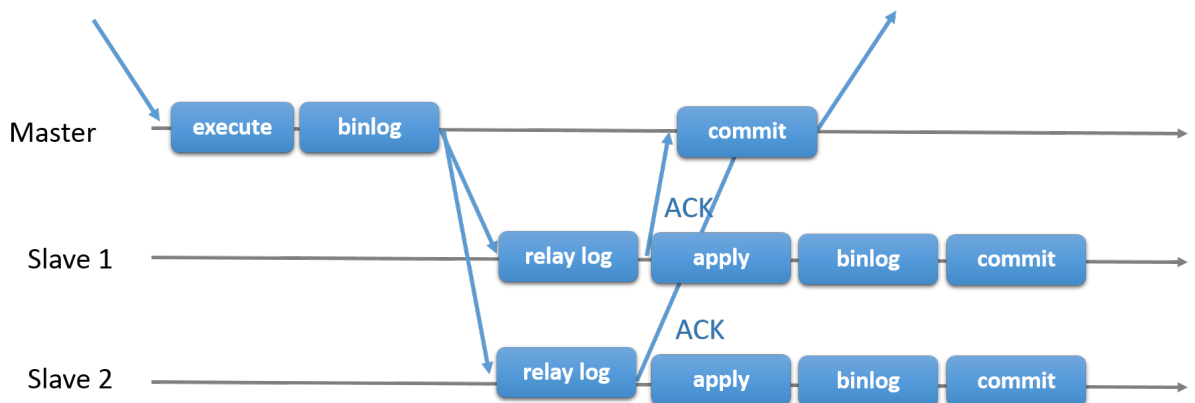 Master execute binlog commit
ACK
Slave 1 relay log apply binlog commit
ACK
Slave 2 relay log apply binlog commit